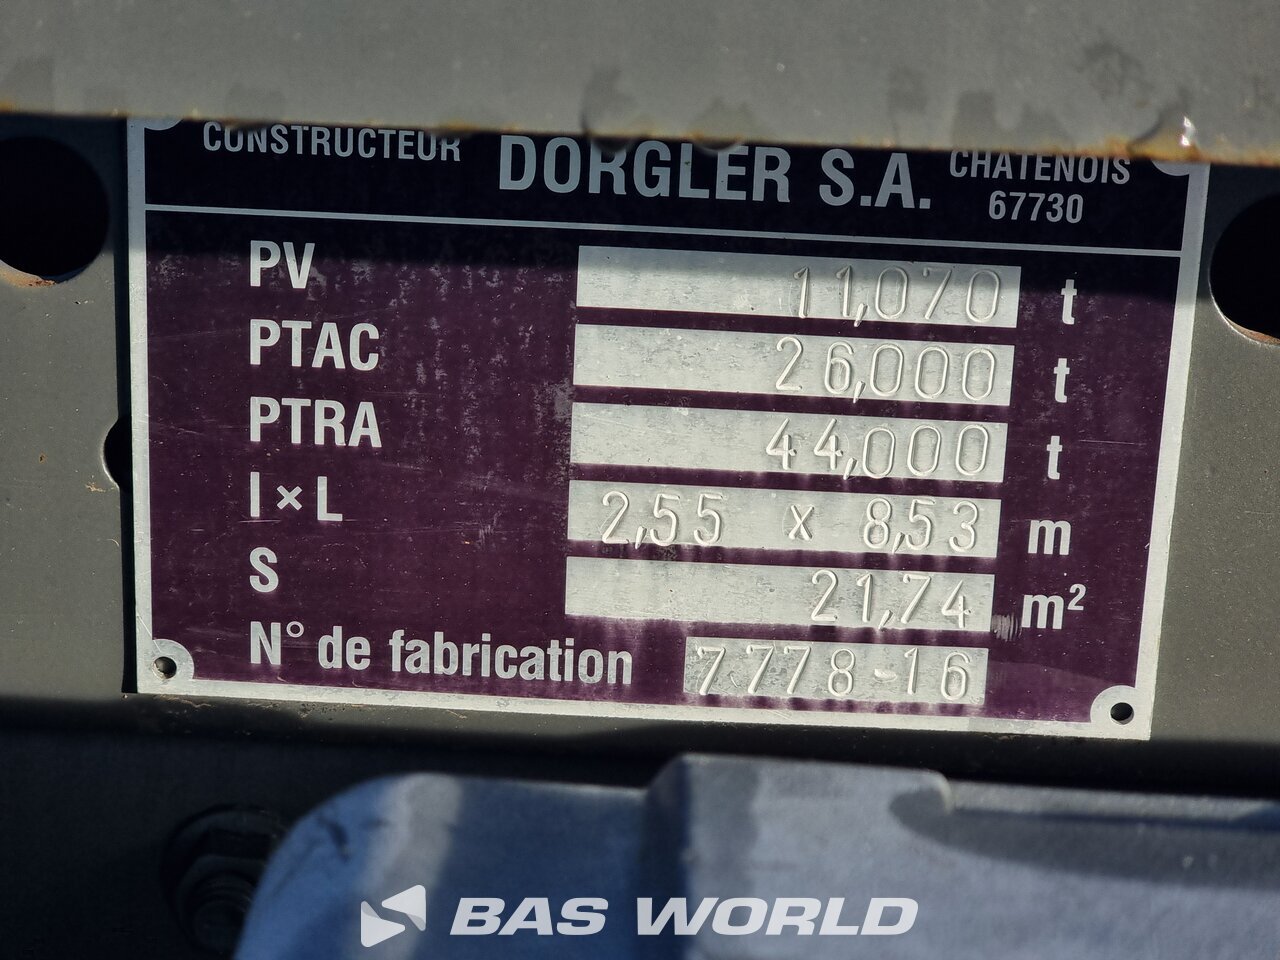 CONSTRUCTEUR DORGLER S.A. CHATENOIS
67730
PV 11,070 t
PTAC 26,000 t
PTRA 44,000 t
l × L 2,55 x 8,53 m
S 21,74 m²
N° de fabrication 7778-16
BAS WORLD